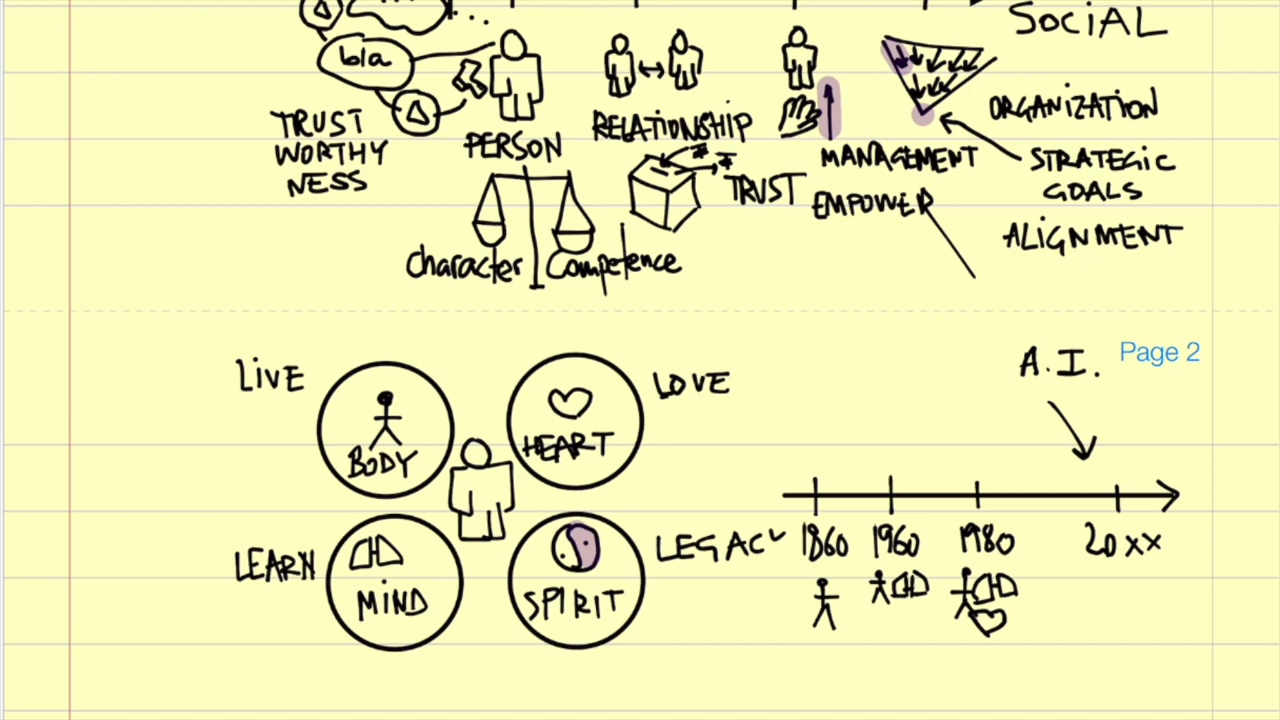 SOCIAL
bla
...
TRUST
WORTHY
NESS
PERSON
RELATIONSHIP
MANAGEMENT
EMPOWER
ORGANIZATION
STRATEGIC
GOALS
ALIGNMENT
TRUST
Character
Competence
Page 2
A.I.
LIVE
BODY
HEART
LOVE
LEARN
MIND
SPIRIT
LEGACY
1860 1960 1980 20xx